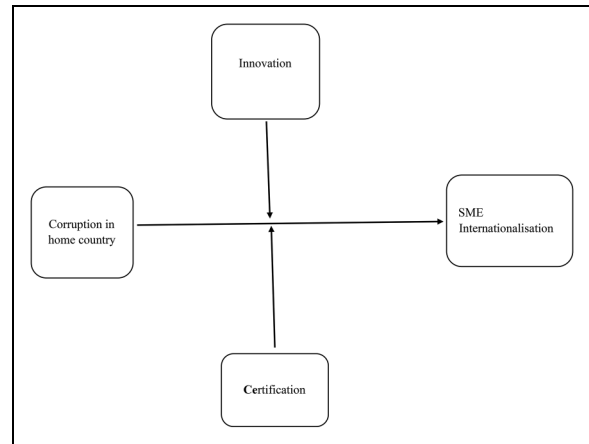 Innovation
Corruption in
home country
SME
Internationalisation
Certification